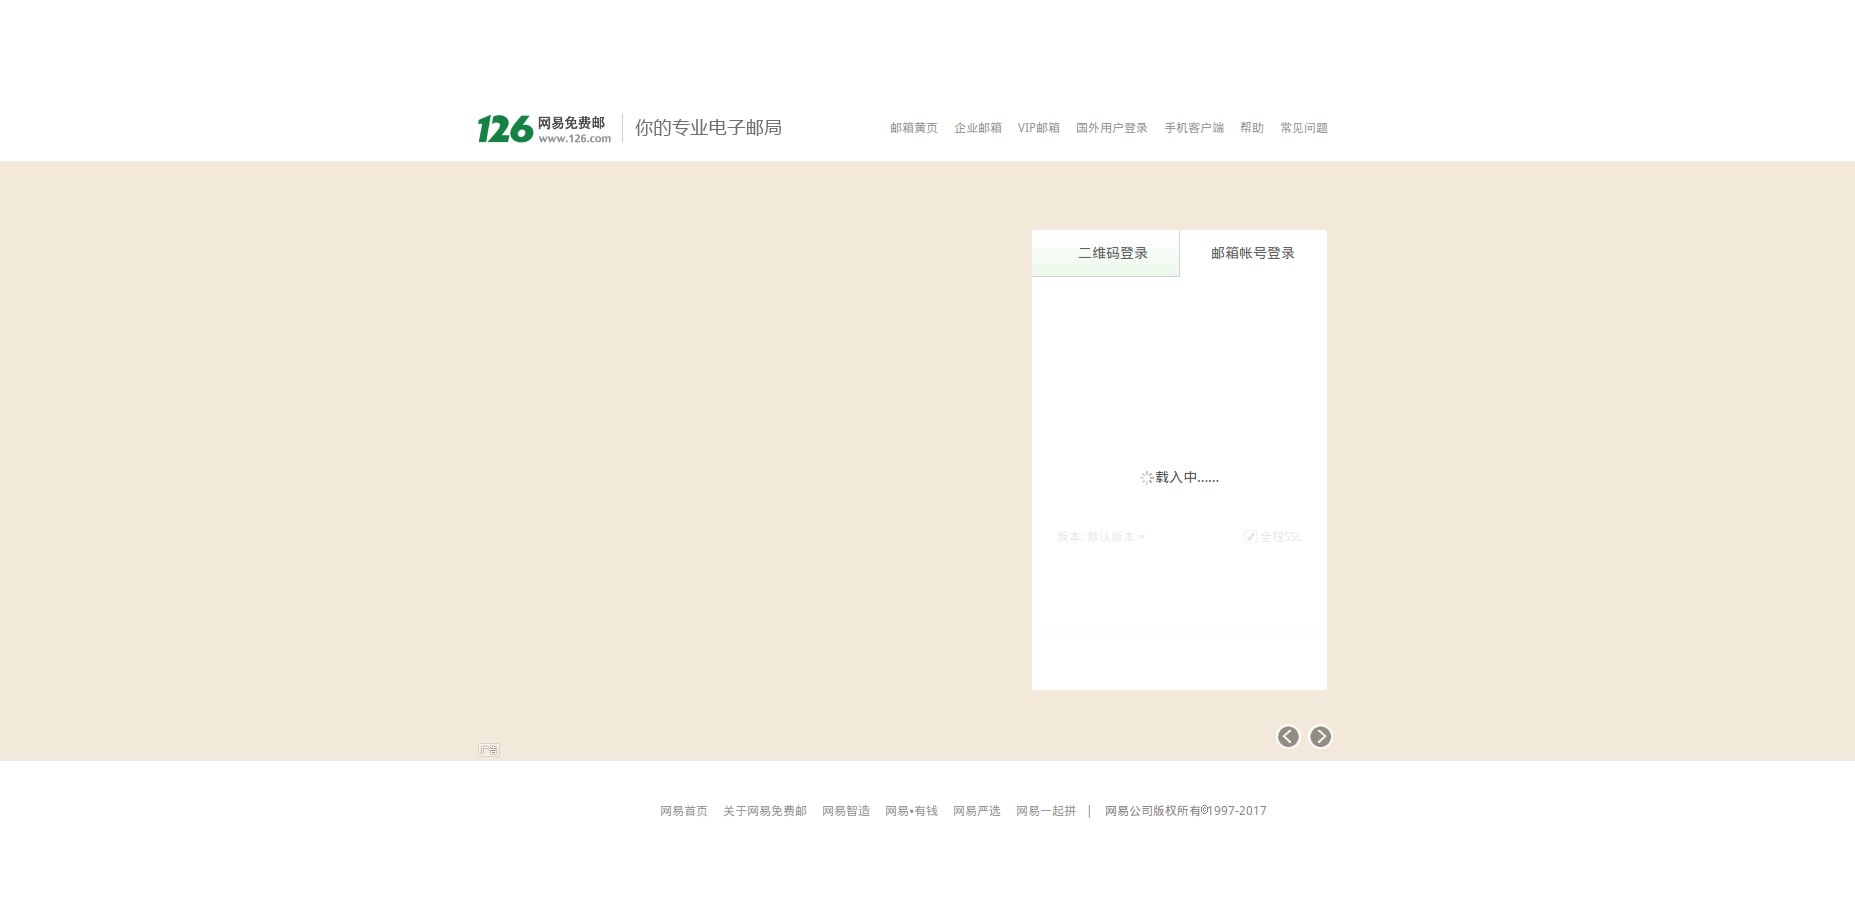 126 网易免费邮 www.126.com 你的专业电子邮局
邮箱黄页 企业邮箱 VIP邮箱 国外用户登录 手机客户端 帮助 常见问题
二维码登录 邮箱帐号登录
载入中......
版本: 默认版本 全程SSL
广告
网易首页 关于网易免费邮 网易智造 网易•有钱 网易严选 网易一起拼 | 网易公司版权所有©1997-2017